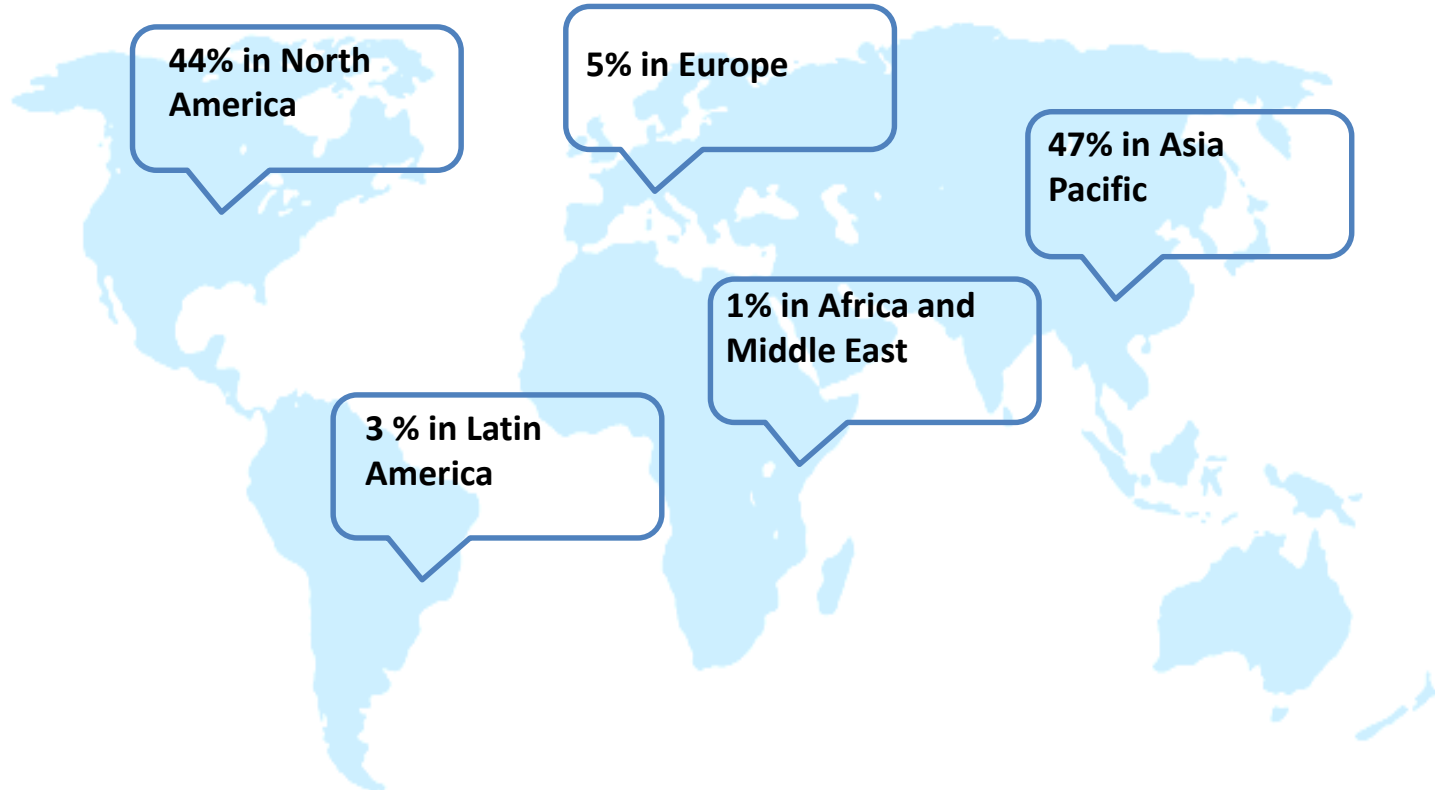 44% in North
America
5% in Europe
47% in Asia
Pacific
1% in Africa and
Middle East
3 % in Latin
America